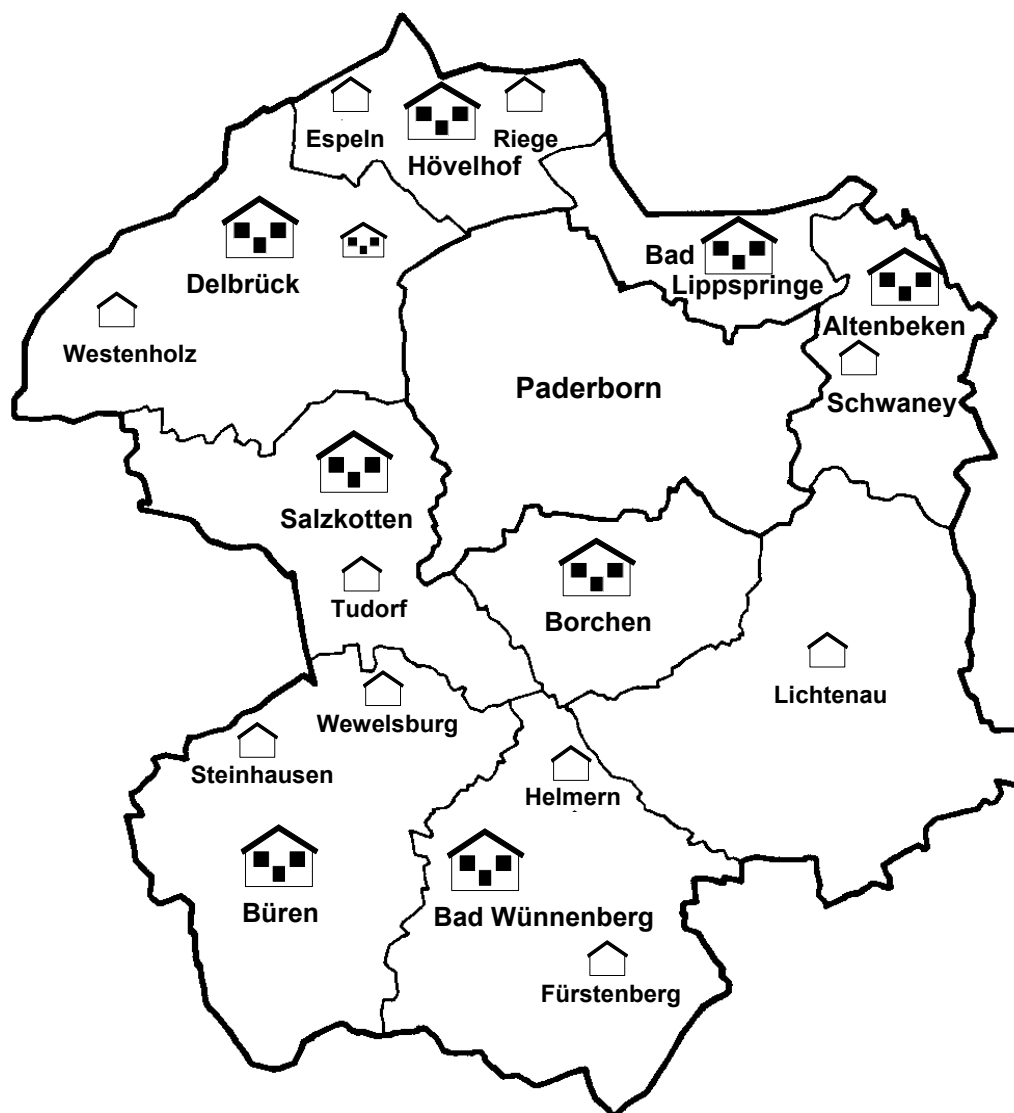 Espeln
Riege
Hövelhof
Delbrück
Bad
Lippspringe
Altenbeken
Westenholz
Paderborn
Schwaney
Salzkotten
Tudorf
Borchen
Lichtenau
Wewelsburg
Steinhausen
Helmern
Büren
Bad Wünnenberg
Fürstenberg